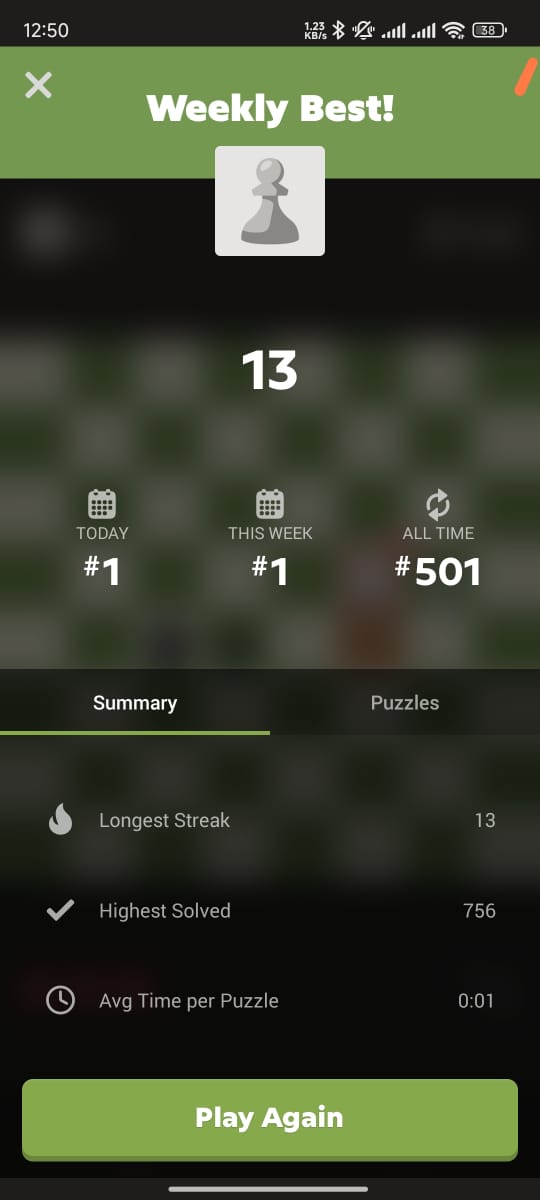 12:50
1.23
KB/s
38
Weekly Best!
13
TODAY
THIS WEEK
ALL TIME
#1
#1
#501
Summary
Puzzles
Longest Streak
13
Highest Solved
756
Avg Time per Puzzle
0:01
Play Again